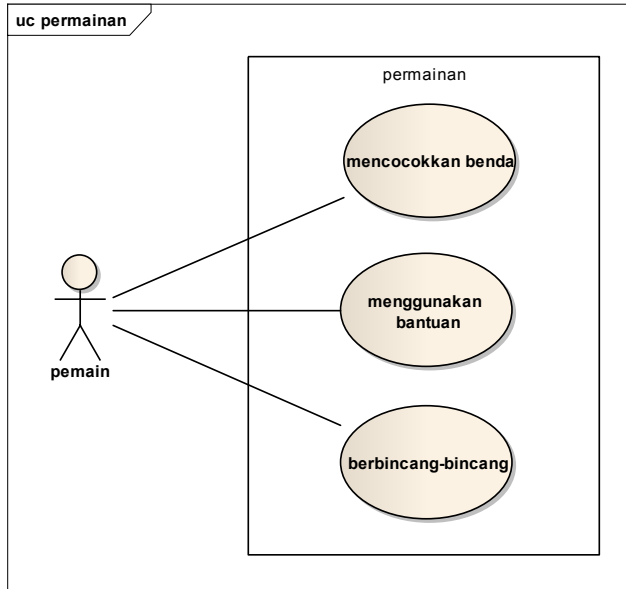 uc permainan
permainan
mencocokkan benda
menggunakan
bantuan
pemain
berbincang-bincang